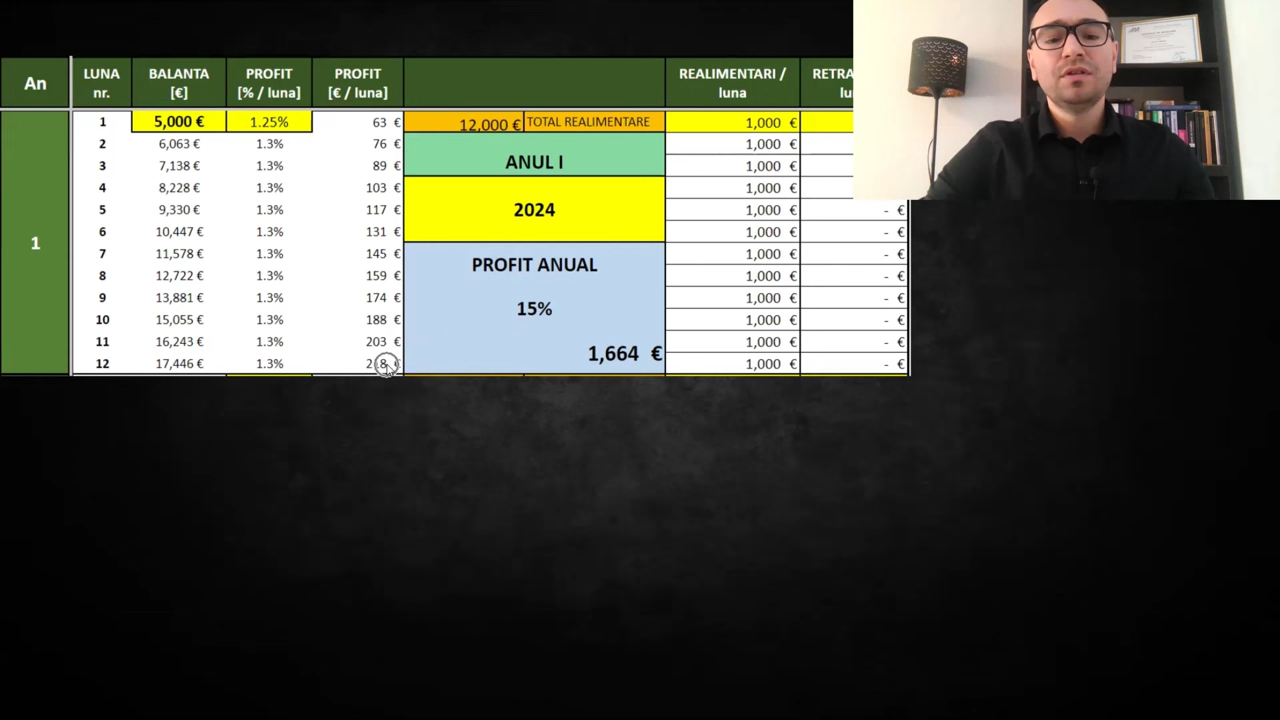 An LUNA nr. BALANTA [€] PROFIT [% / luna] PROFIT [€ / luna] REALIMENTARI / luna
1
1 5,000 € 1.25% 63 € 12,000 € TOTAL REALIMENTARE 1,000 €
2 6,063 € 1.3% 76 € 1,000 €
ANUL I
3 7,138 € 1.3% 89 € 1,000 €
4 8,228 € 1.3% 103 € 1,000 €
5 9,330 € 1.3% 117 € 2024 1,000 € - €
6 10,447 € 1.3% 131 € 1,000 € - €
7 11,578 € 1.3% 145 € PROFIT ANUAL 1,000 € - €
8 12,722 € 1.3% 159 € 1,000 € - €
9 13,881 € 1.3% 174 € 15% 1,000 € - €
10 15,055 € 1.3% 188 € 1,000 € - €
11 16,243 € 1.3% 203 € 1,664 € 1,000 € - €
12 17,446 € 1.3% 1,000 € - €